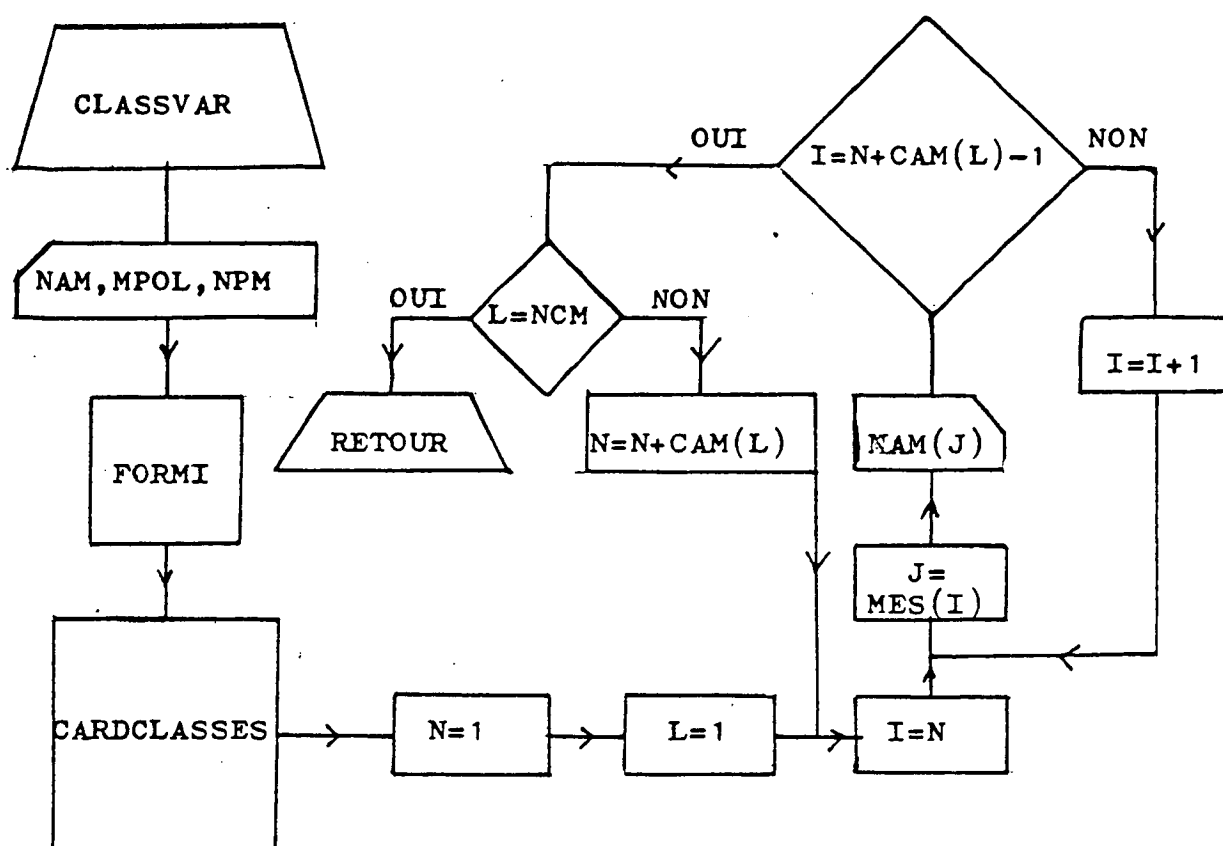 CLASSVAR
NAM,MPOL,NPM
FORMI
CARDCLASSES
N=1
L=1
I=N
J=
MES(I)
NAM(J)
I=N+CAM(L)-1
OUI
NON
I=I+1
L=NCM
OUI
NON
RETOUR
N=N+CAM(L)